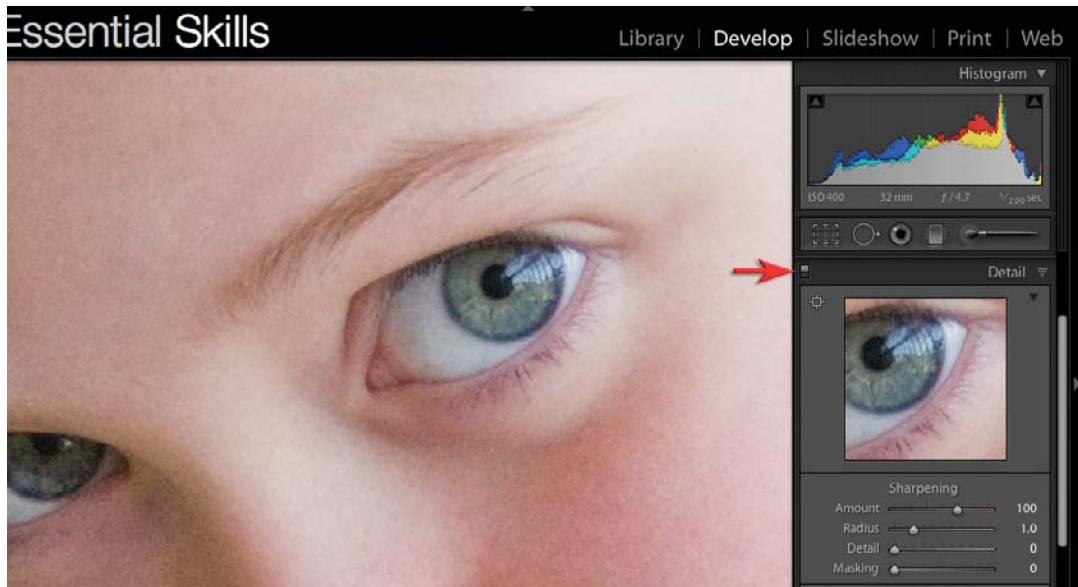 Essential Skills
Library | Develop | Slideshow | Print | Web
Histogram
ISO 400 32 mm ƒ / 4.7 1/200 sec
Detail
Sharpening
Amount 100
Radius 1.0
Detail 0
Masking 0